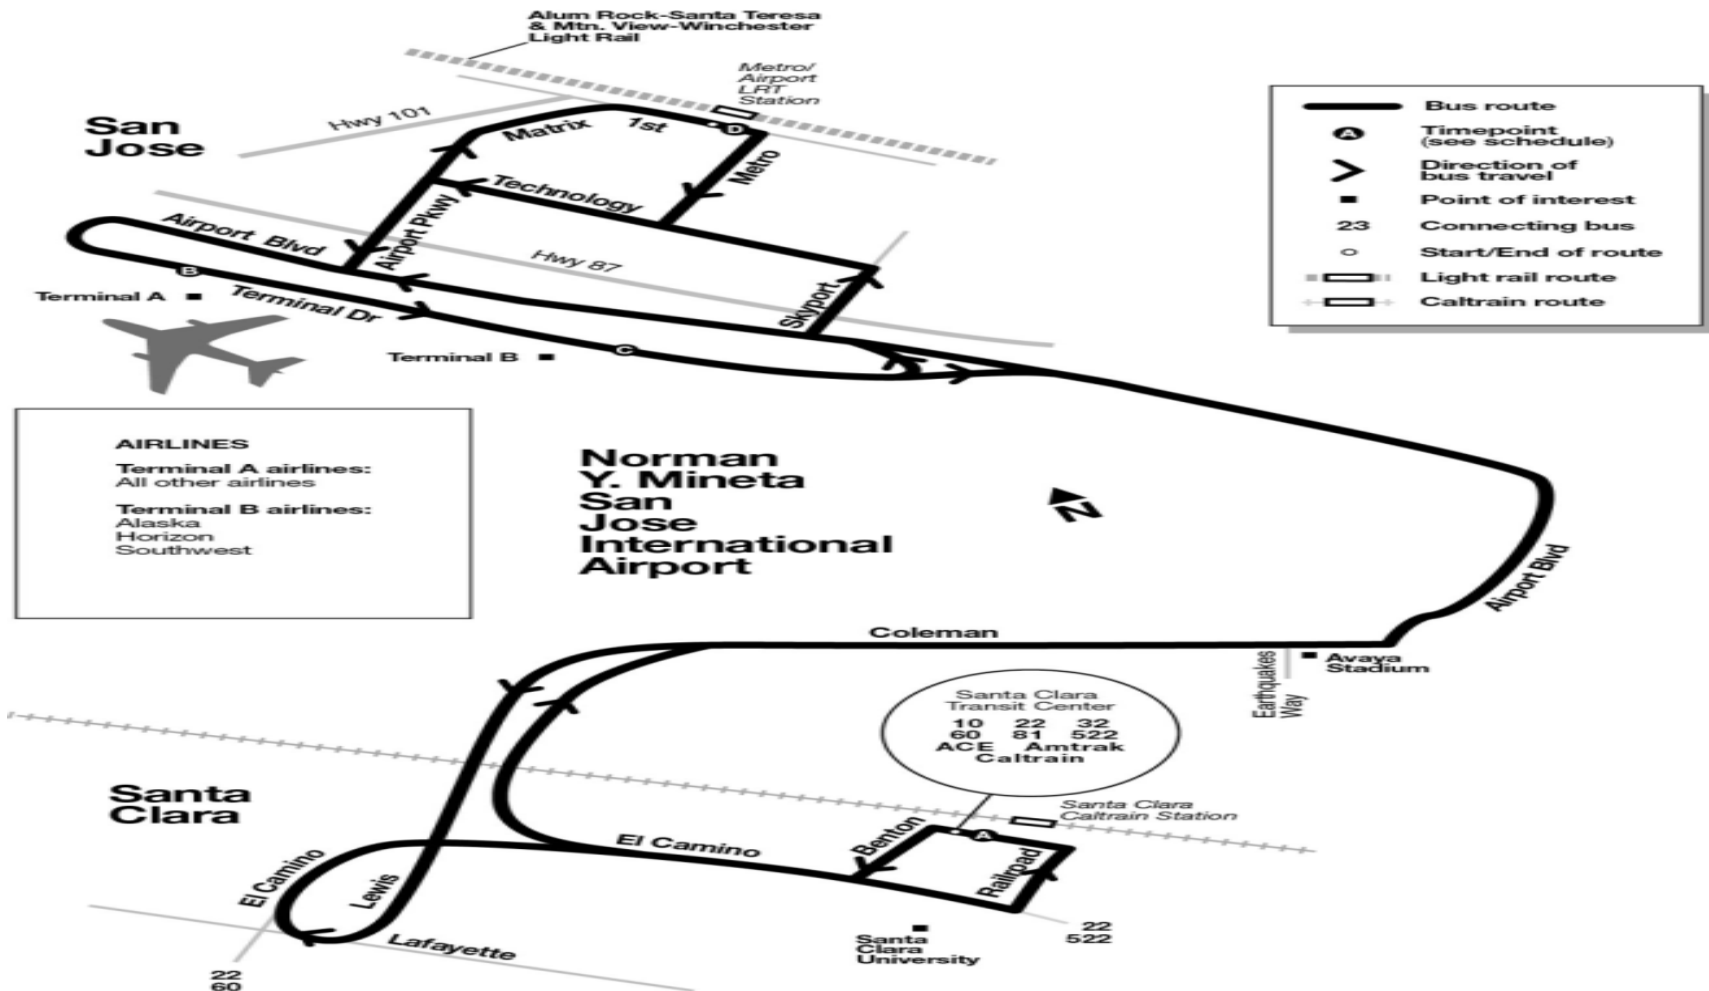 Alum Rock-Santa Teresa
& Mtn. View-Winchester
Light Rail
Metro/
Airport
LRT
Station
San
Jose
Hwy 101
Matrix
1st
D
Metro
Technology
Airport Pkwy
Airport Blvd
Hwy 87
B
Terminal A
Terminal Dr
Skyport
Terminal B
C
Bus route
A
Timepoint
(see schedule)
Direction of
bus travel
Point of interest
23
Connecting bus
Start/End of route
Light rail route
Caltrain route
AIRLINES
Terminal A airlines:
All other airlines
Terminal B airlines:
Alaska
Horizon
Southwest
Norman
Y. Mineta
San
Jose
International
Airport
N
Airport Blvd
Coleman
Earthquakes
Way
Avaya
Stadium
Santa Clara
Transit Center
10 22 32
60 81 522
ACE Amtrak
Caltrain
Santa
Clara
Santa Clara
Caltrain Station
Benton
A
Railroad
El Camino
El Camino
Lewis
Lafayette
Santa
Clara
University
22
522
22
60